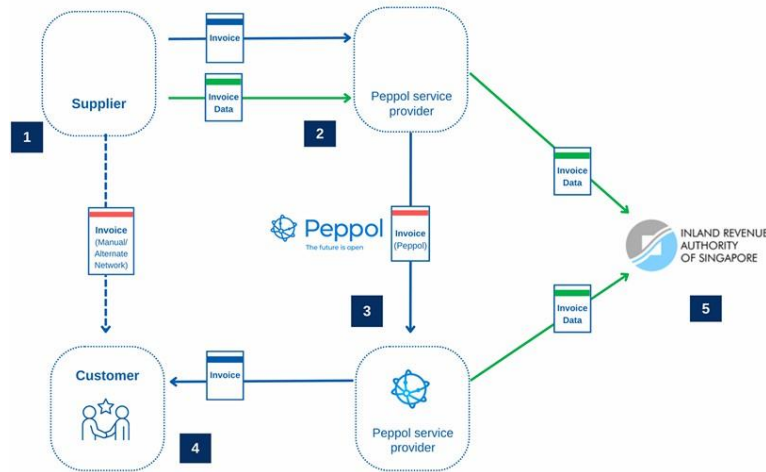 Invoice
Supplier
Invoice
Data
Peppol service
provider
1
2
Invoice
Data
Invoice
(Manual/
Alternate
Network)
Peppol
The future is open
Invoice
(Peppol)
INLAND REVENUE
AUTHORITY
OF SINGAPORE
3
Invoice
Data
5
Customer
Invoice
Peppol service
provider
4